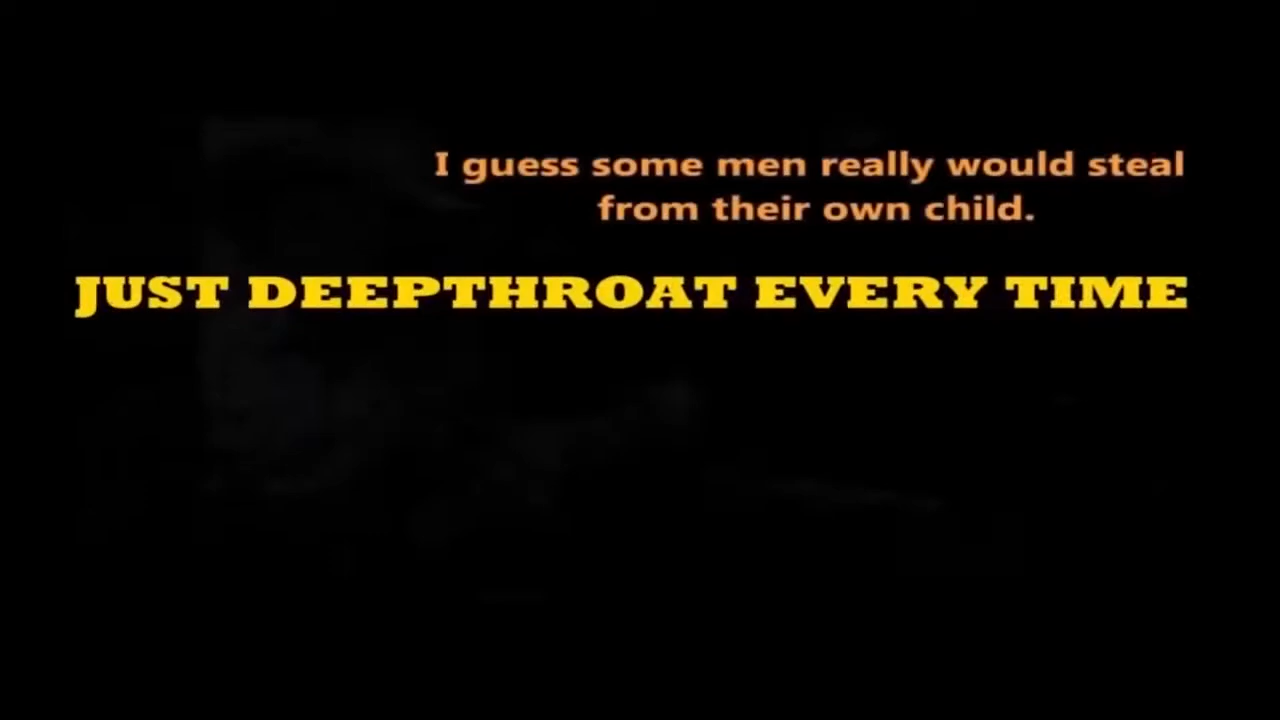 I guess some men really would steal
from their own child.
JUST DEEPTHROAT EVERY TIME